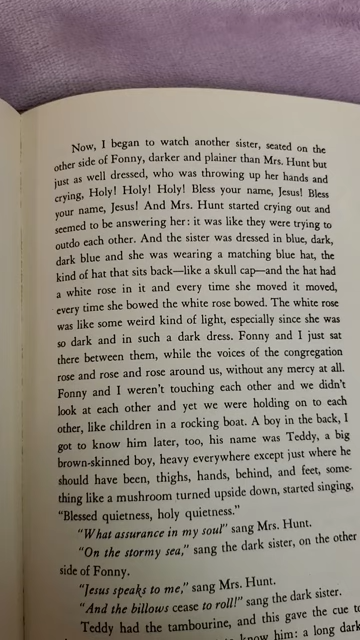 Now, I began to watch another sister, seated on the
other side of Fonny, darker and plainer than Mrs. Hunt but
just as well dressed, who was throwing up her hands and
crying, Holy! Holy! Holy! Bless your name, Jesus! Bless
your name, Jesus! And Mrs. Hunt started crying out and
seemed to be answering her: it was like they were trying to
outdo each other. And the sister was dressed in blue, dark,
dark blue and she was wearing a matching blue hat, the
kind of hat that sits back—like a skull cap—and the hat had
a white rose in it and every time she moved it moved,
every time she bowed the white rose bowed. The white rose
was like some weird kind of light, especially since she was
so dark and in such a dark dress. Fonny and I just sat
there between them, while the voices of the congregation
rose and rose and rose around us, without any mercy at all.
Fonny and I weren't touching each other and we didn't
look at each other and yet we were holding on to each
other, like children in a rocking boat. A boy in the back, I
got to know him later, too, his name was Teddy, a big
brown-skinned boy, heavy everywhere except just where he
should have been, thighs, hands, behind, and feet, some-
thing like a mushroom turned upside down, started singing,
"Blessed quietness, holy quietness."
"What assurance in my soul" sang Mrs. Hunt.
"On the stormy sea," sang the dark sister, on the other
side of Fonny.
"Jesus speaks to me," sang Mrs. Hunt.
"And the billows cease to roll!" sang the dark sister.
Teddy had the tambourine, and this gave the cue to
know him: a long dark